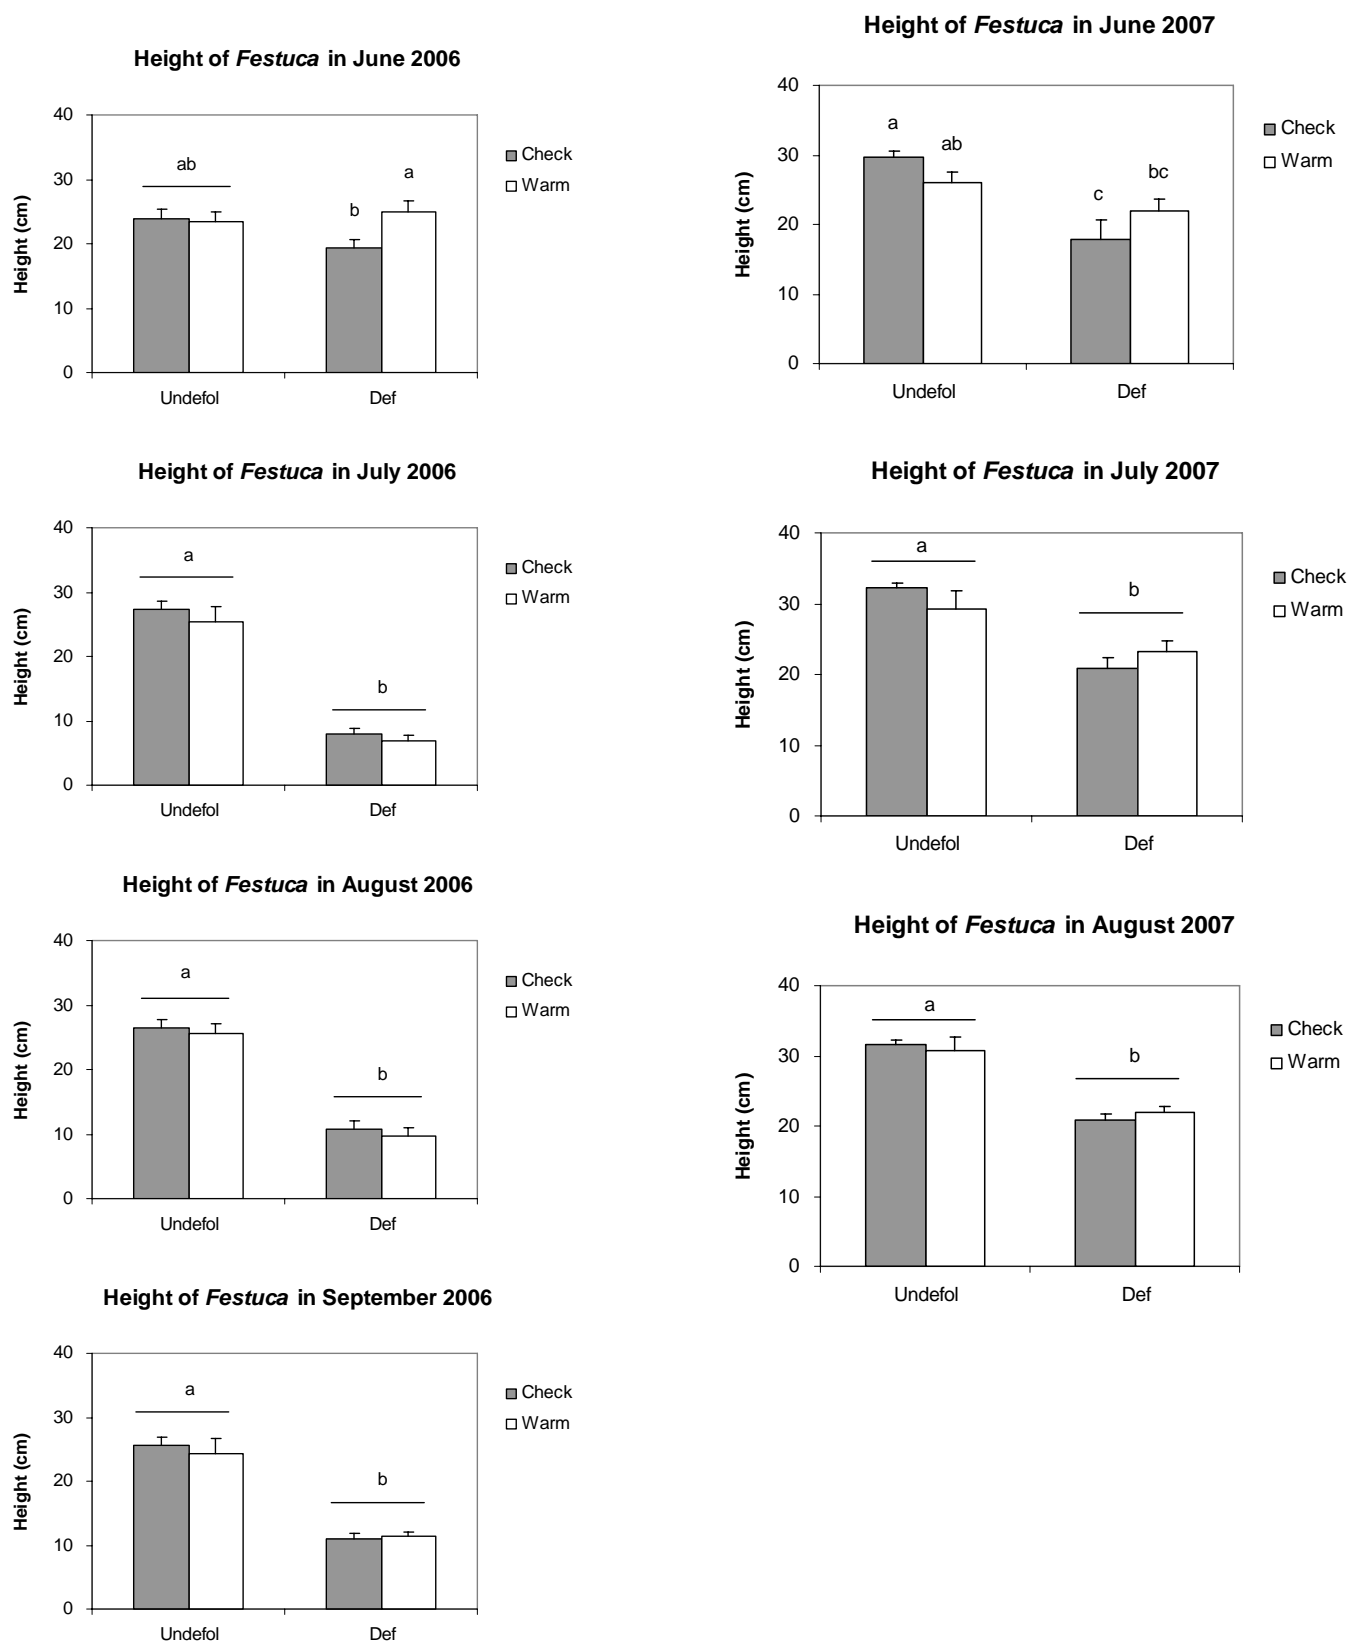 Height of Festuca in June 2006
40
30
20
10
0
Height (cm)
ab
b
a
Undefol
Def
Check
Warm
Height of Festuca in June 2007
40
30
20
10
0
Height (cm)
a
ab
c
bc
Undefol
Def
Check
Warm
Height of Festuca in July 2006
40
30
20
10
0
Height (cm)
a
b
Undefol
Def
Check
Warm
Height of Festuca in July 2007
40
30
20
10
0
Height (cm)
a
b
Undefol
Def
Check
Warm
Height of Festuca in August 2006
40
30
20
10
0
Height (cm)
a
b
Undefol
Def
Check
Warm
Height of Festuca in August 2007
40
30
20
10
0
Height (cm)
a
b
Undefol
Def
Check
Warm
Height of Festuca in September 2006
40
30
20
10
0
Height (cm)
a
b
Undefol
Def
Check
Warm